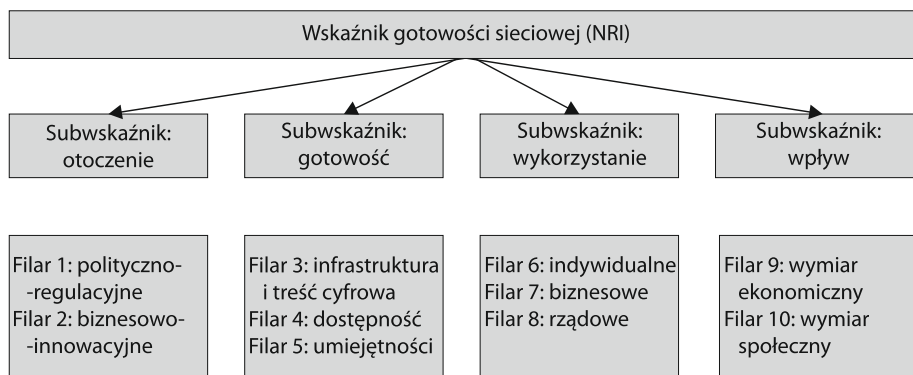 Wskaźnik gotowości sieciowej (NRI)
Subwskaźnik:
otoczenie
Subwskaźnik:
gotowość
Subwskaźnik:
wykorzystanie
Subwskaźnik:
wpływ
Filar 1: polityczno-
-regulacyjne
Filar 2: biznesowo-
-innowacyjne
Filar 3: infrastruktura
i treść cyfrowa
Filar 4: dostępność
Filar 5: umiejętności
Filar 6: indywidualne
Filar 7: biznesowe
Filar 8: rządowe
Filar 9: wymiar
ekonomiczny
Filar 10: wymiar
społeczny